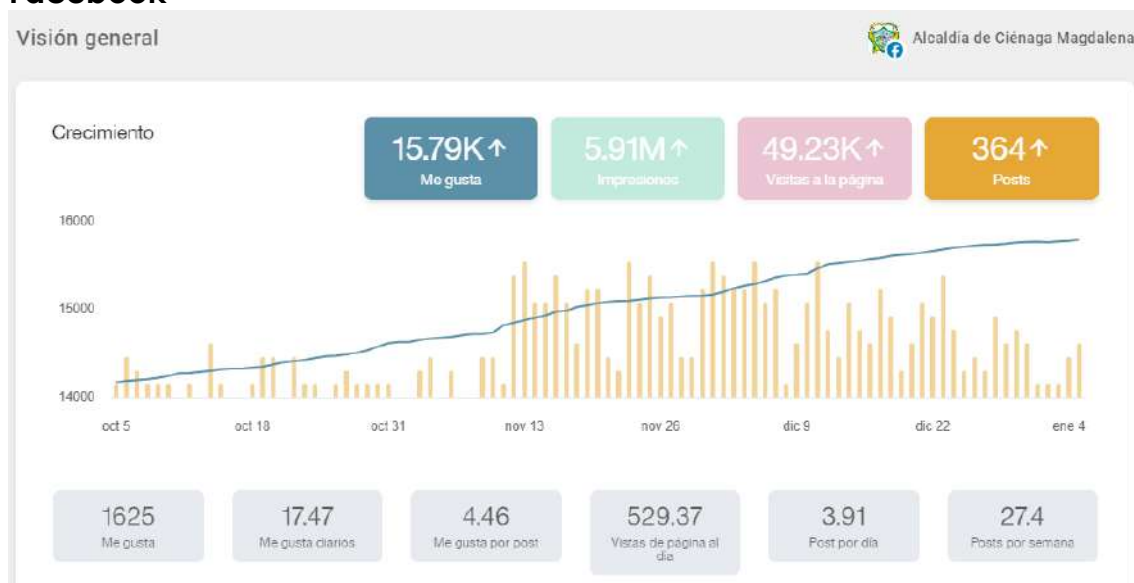 Facebook
Visión general
Alcaldía de Ciénaga Magdalena
Crecimiento
15.79K↑
Me gusta
5.91M↑
Impresiones
49.23K↑
Visitas a la página
364↑
Posts
16000
15000
14000
oct 5
oct 18
oct 31
nov 13
nov 26
dic 9
dic 22
ene 4
1625
Me gusta
17.47
Me gusta diarios
4.46
Me gusta por post
529.37
Vistas de página al
día
3.91
Post por día
27.4
Posts por semana